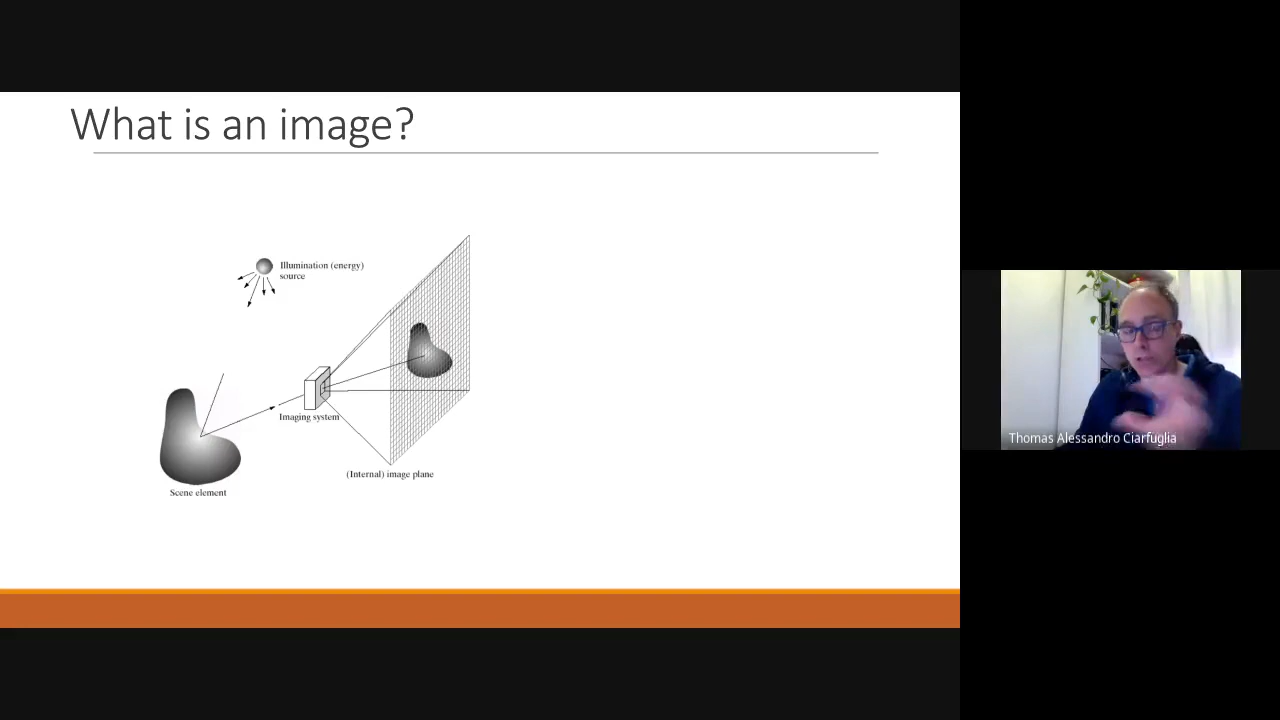 What is an image?
Illumination (energy)
source
Imaging system
(Internal) image plane
Scene element
Thomas Alessandro Ciarfuglia